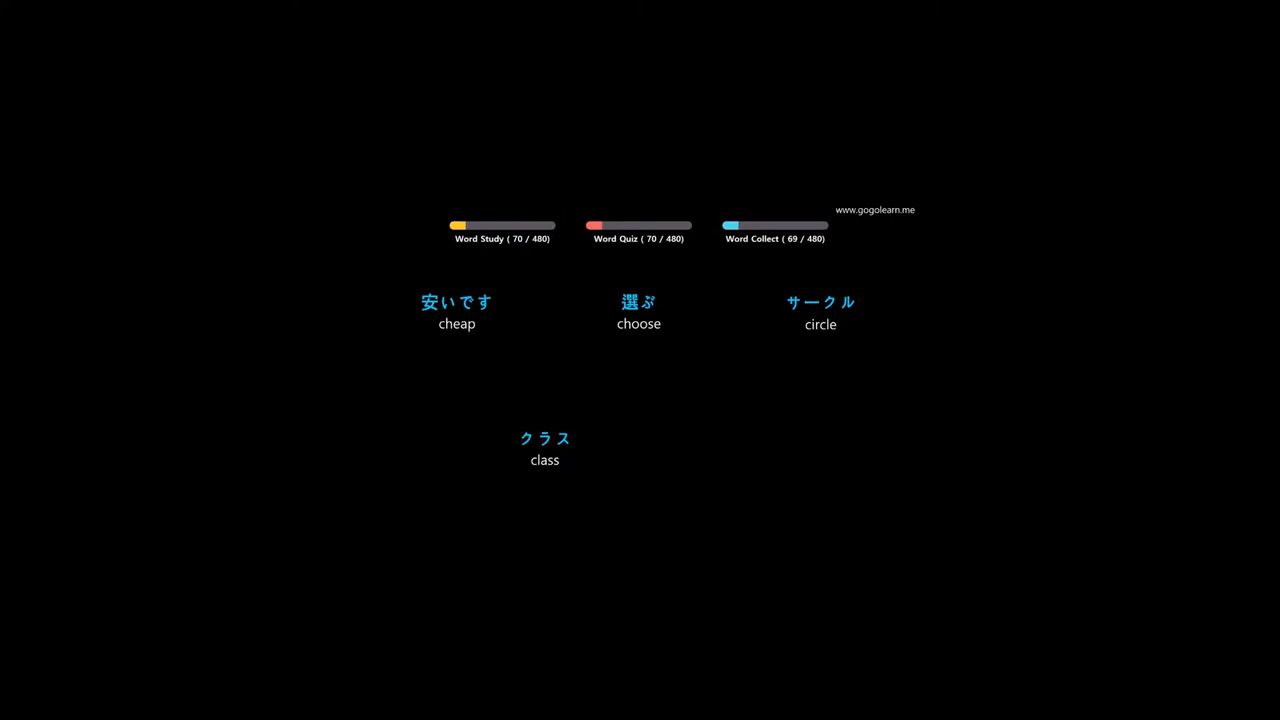 www.gogolearn.me
Word Study ( 70 / 480)
Word Quiz ( 70 / 480)
Word Collect ( 69 / 480)
安いです
cheap
選ぶ
choose
サークル
circle
クラス
class